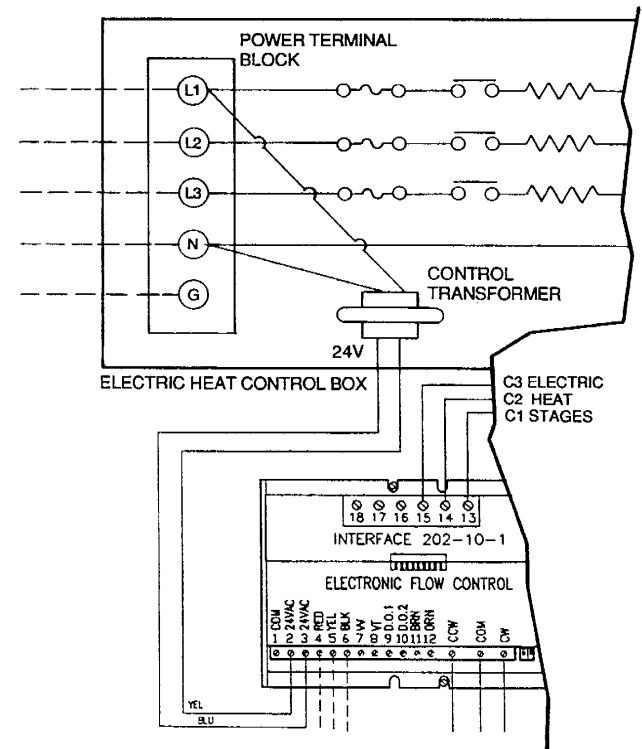 POWER TERMINAL
BLOCK
L1
L2
L3
N
G
CONTROL
TRANSFORMER
24V
ELECTRIC HEAT CONTROL BOX
C3 ELECTRIC
C2 HEAT
C1 STAGES
18 17 16 15 14 13
INTERFACE 202-10-1
ELECTRONIC FLOW CONTROL
COM 24VAC 24VAC RED YEL BLK W VT D.O.1 D.O.2 BRN ORN CCW COM CW
1 2 3 4 5 6 7 8 9 10 11 12
YEL
BLU